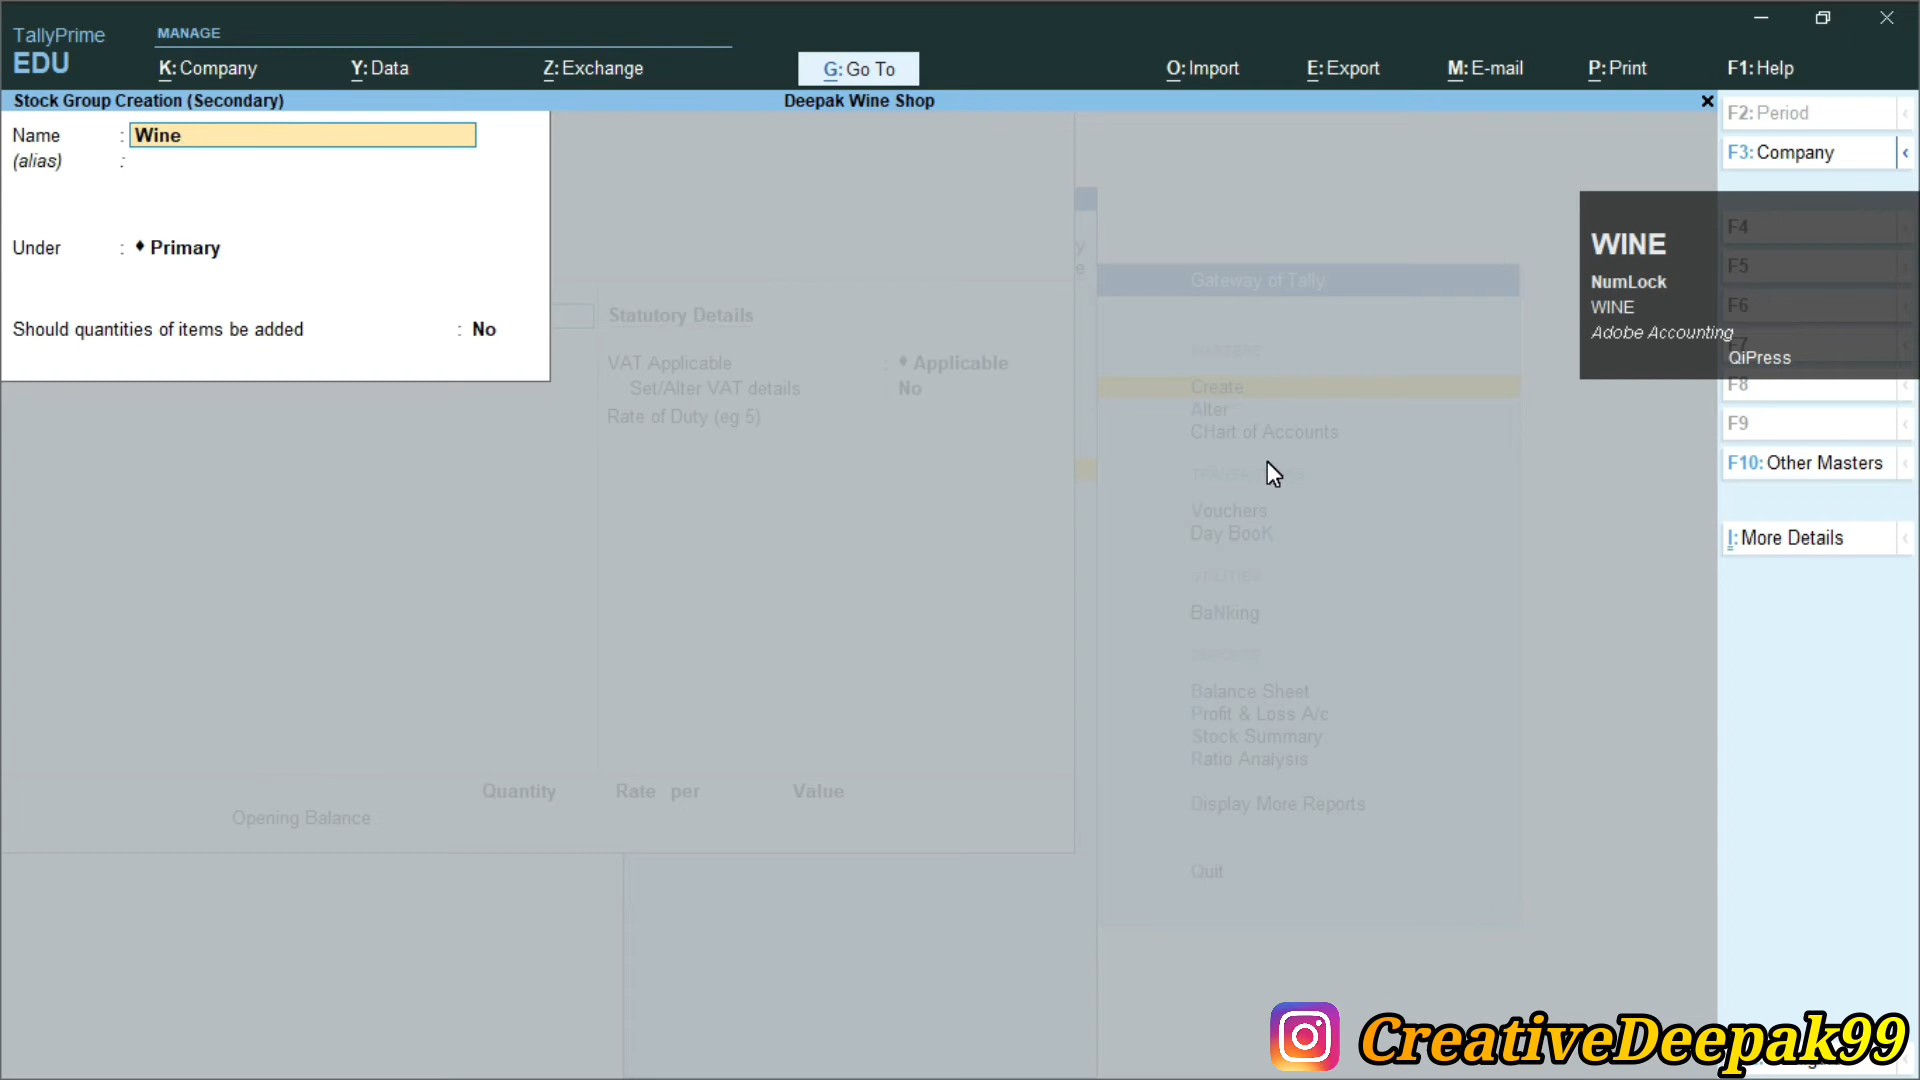 TallyPrime
EDU
MANAGE
K:Company
Y:Data
Z:Exchange
G:Go To
O:Import
E:Export
M:E-mail
P:Print
F1:Help
Stock Group Creation (Secondary)
Deepak Wine Shop
Name : Wine
(alias) :
Under : ♦ Primary
Should quantities of items be added : No
Statutory Details
VAT Applicable : ♦ Applicable
Set/Alter VAT details : No
Rate of Duty (eg 5)
Quantity Rate per Value
Opening Balance
Gateway of Tally
MASTERS
Create
Alter
CHart of Accounts
Vouchers
Day BooK
UTILITIES
BaNking
REPORTS
Balance Sheet
Profit & Loss A/c
Stock Summary
Ratio Analysis
Display More Reports
Quit
F2:Period
F3:Company
F4
F5
F6
F7
F8
F9
F10:Other Masters
I:More Details
WINE
NumLock
WINE
Adobe Accounting
QiPress
CreativeDeepak99